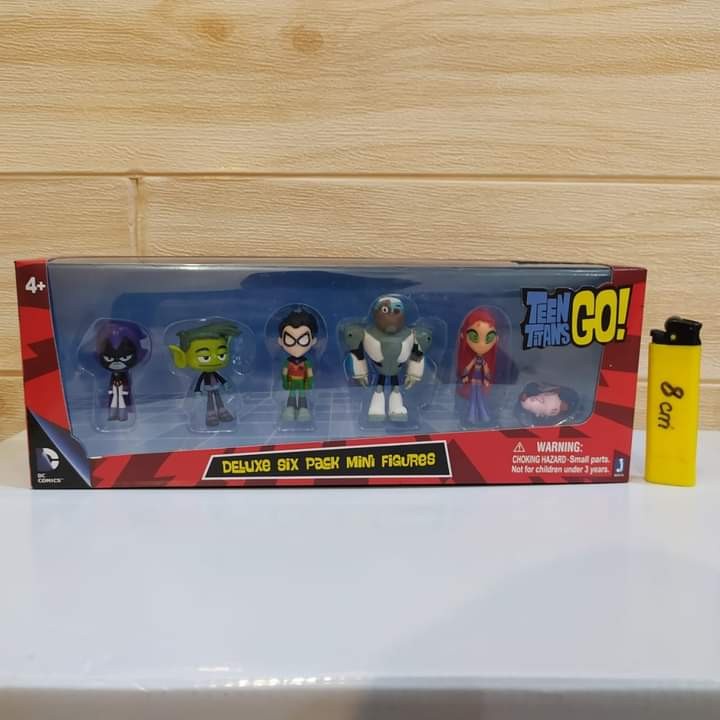 4+
TEEN
TITANS
GO!
8 cm
DC
COMICS™
DELUXE SIX PACK MINI FIGURES
⚠ WARNING:
CHOKING HAZARD-Small parts.
Not for children under 3 years.
J